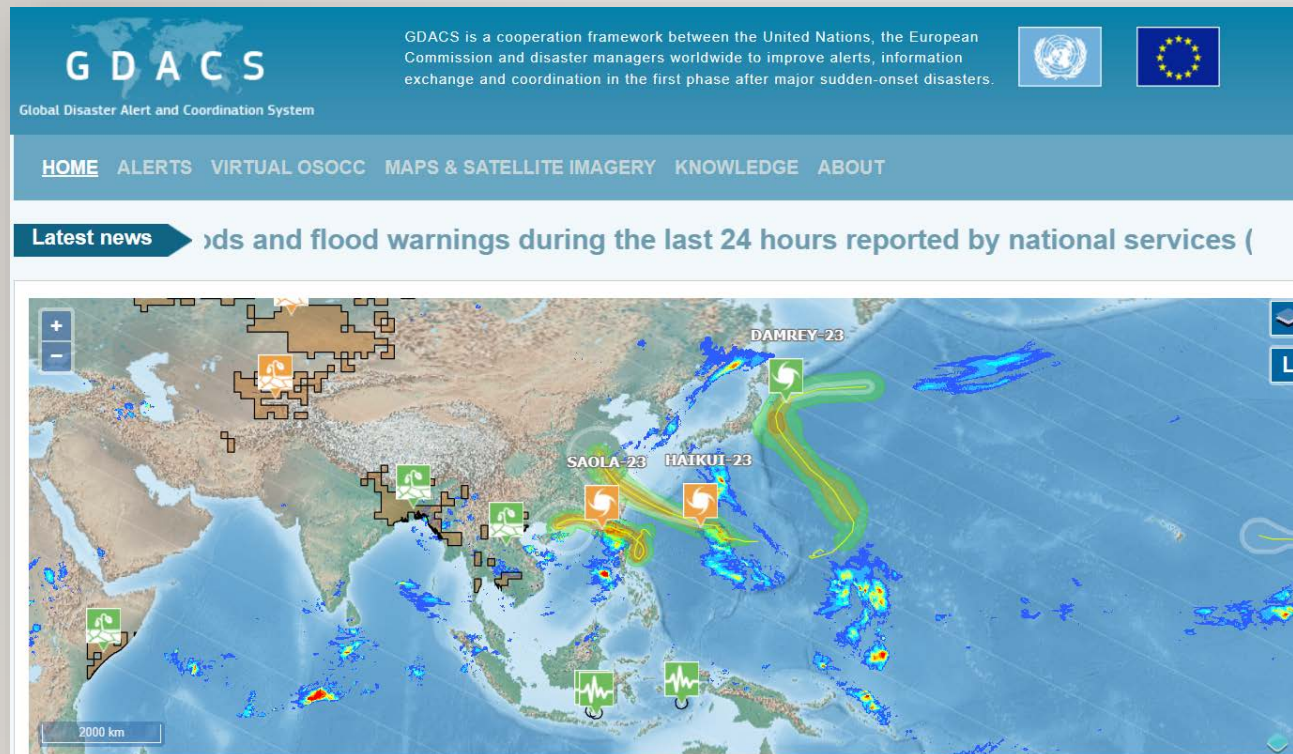 GDACS
Global Disaster Alert and Coordination System
GDACS is a cooperation framework between the United Nations, the European
Commission and disaster managers worldwide to improve alerts, information
exchange and coordination in the first phase after major sudden-onset disasters.
HOME ALERTS VIRTUAL OSOCC MAPS & SATELLITE IMAGERY KNOWLEDGE ABOUT
Latest news
ods and flood warnings during the last 24 hours reported by national services (
+
−
DAMREY-23
L
SAOLA-23 HAIKUI-23
2000 km